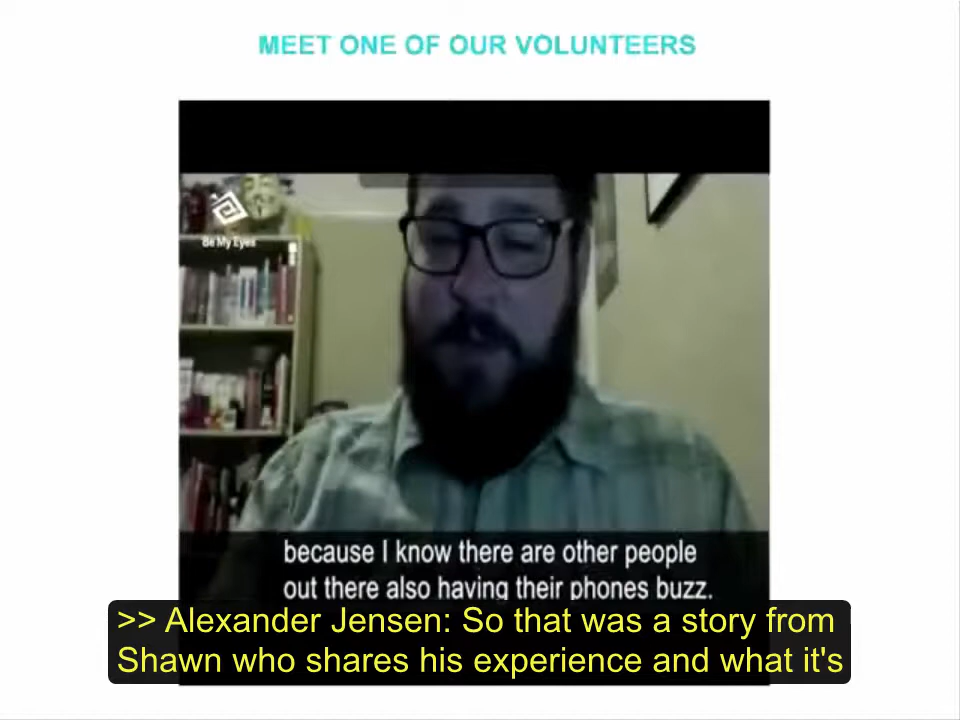 MEET ONE OF OUR VOLUNTEERS
Be My Eyes
because I know there are other people
out there also having their phones buzz.
>> Alexander Jensen: So that was a story from
Shawn who shares his experience and what it's